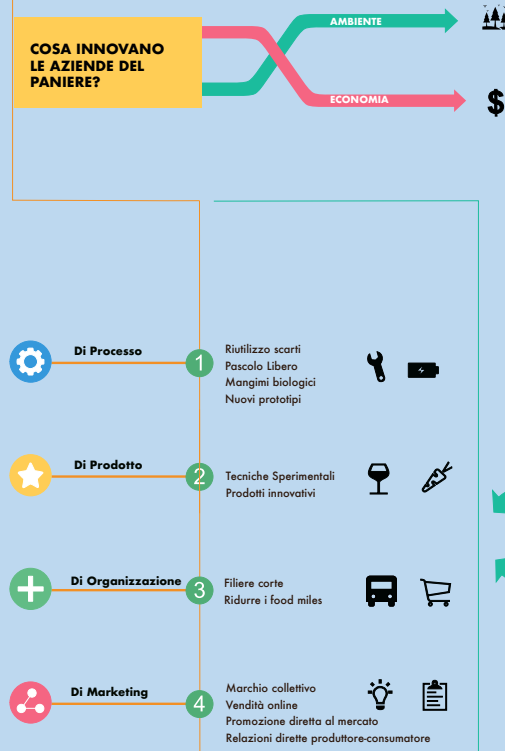 AMBIENTE
COSA INNOVANO
LE AZIENDE DEL
PANIERE?
ECONOMIA
$
Di Processo
1
Riutilizzo scarti
Pascolo Libero
Mangimi biologici
Nuovi prototipi
Di Prodotto
2
Tecniche Sperimentali
Prodotti innovativi
Di Organizzazione
3
Filiere corte
Ridurre i food miles
Di Marketing
4
Marchio collettivo
Vendità online
Promozione diretta al mercato
Relazioni dirette produttore-consumatore